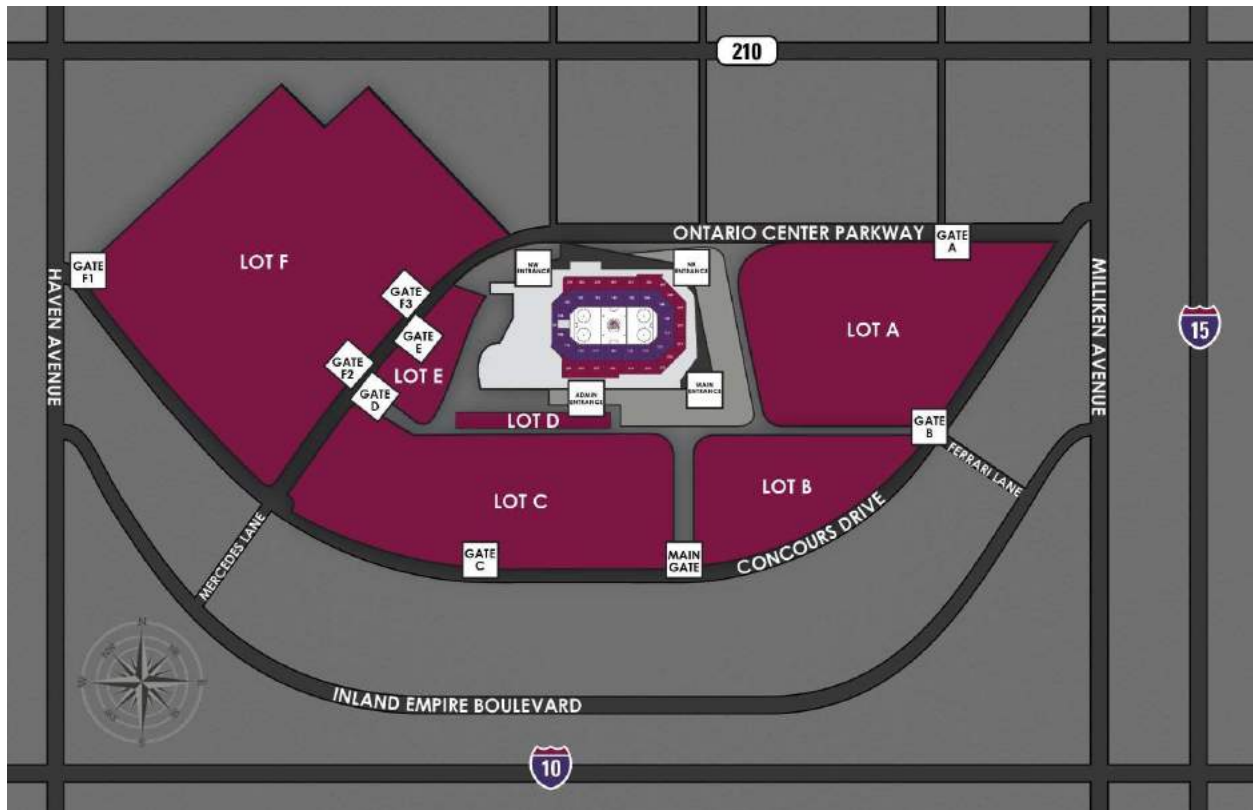 210
ONTARIO CENTER PARKWAY
GATE
A
LOT F
GATE
F1
NW
ENTRANCE
NE
ENTRANCE
HAVEN AVENUE
MILLIKEN AVENUE
GATE
F3
15
LOT A
GATE
E
GATE
F2
LOT E
GATE
D
ADMIN
ENTRANCE
MAIN
ENTRANCE
LOT D
GATE
B
FERRARI LANE
LOT C
LOT B
MERCEDES LANE
GATE
C
MAIN
GATE
CONCOURS DRIVE
N
W
E
S
INLAND EMPIRE BOULEVARD
10